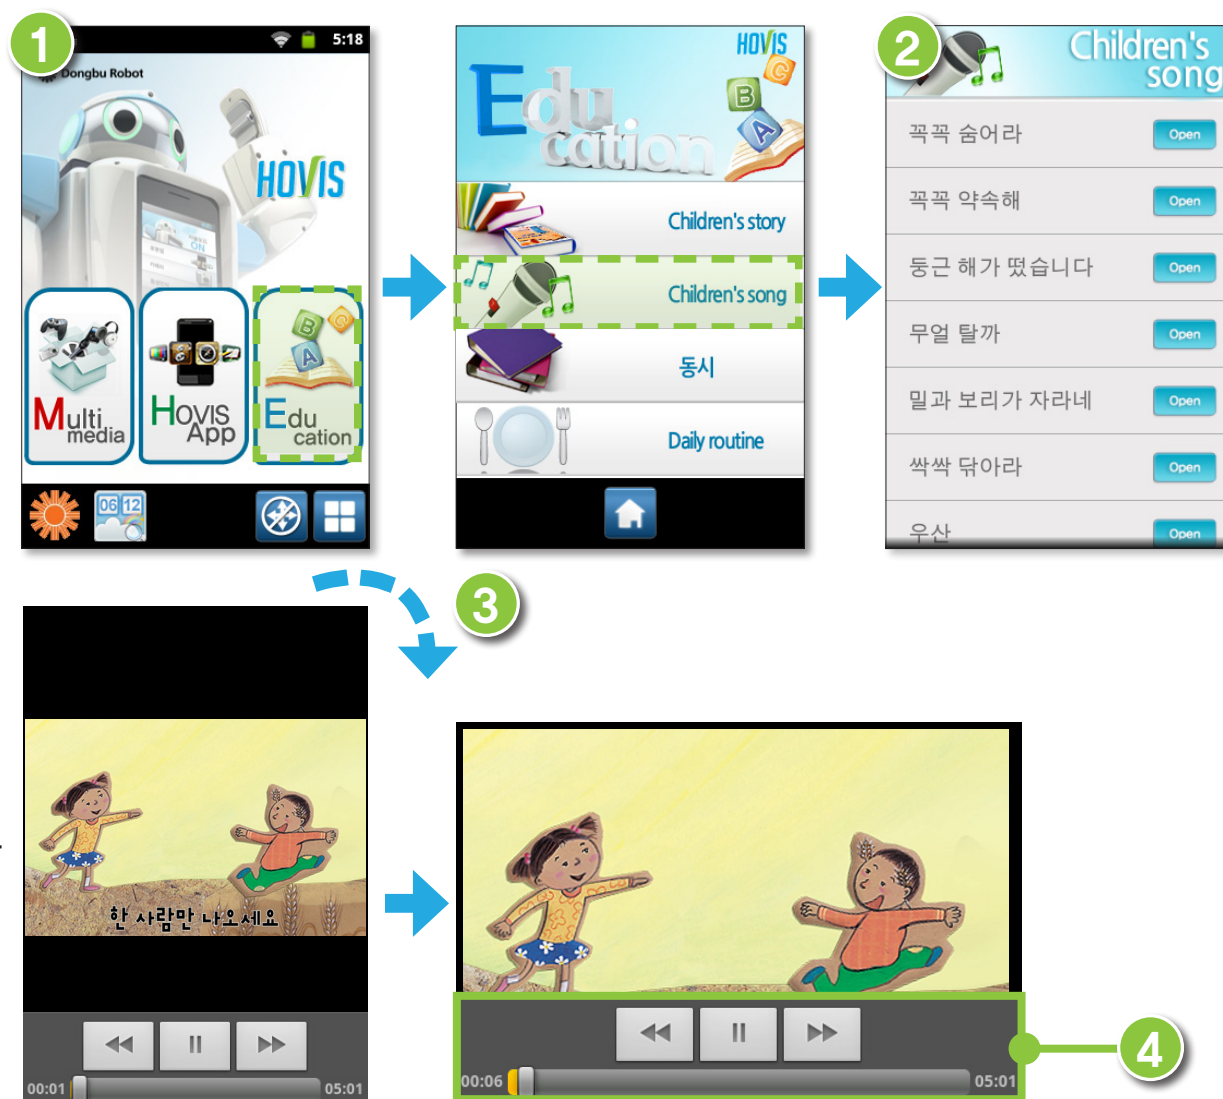 1
5:18
Dongbu Robot
HOVIS
ON
Multi
media
HOVIS
App
Edu
cation
06 12
HOVIS
Edu
cation
A
B
C
Children's story
Children's song
동시
Daily routine
2
Children's
song
꼭꼭 숨어라
Open
꼭꼭 약속해
Open
둥근 해가 떴습니다
Open
무얼 탈까
Open
밀과 보리가 자라네
Open
싹싹 닦아라
Open
우산
Open
3
한 사람만 나오세요
00:01
05:01
00:06
05:01
4